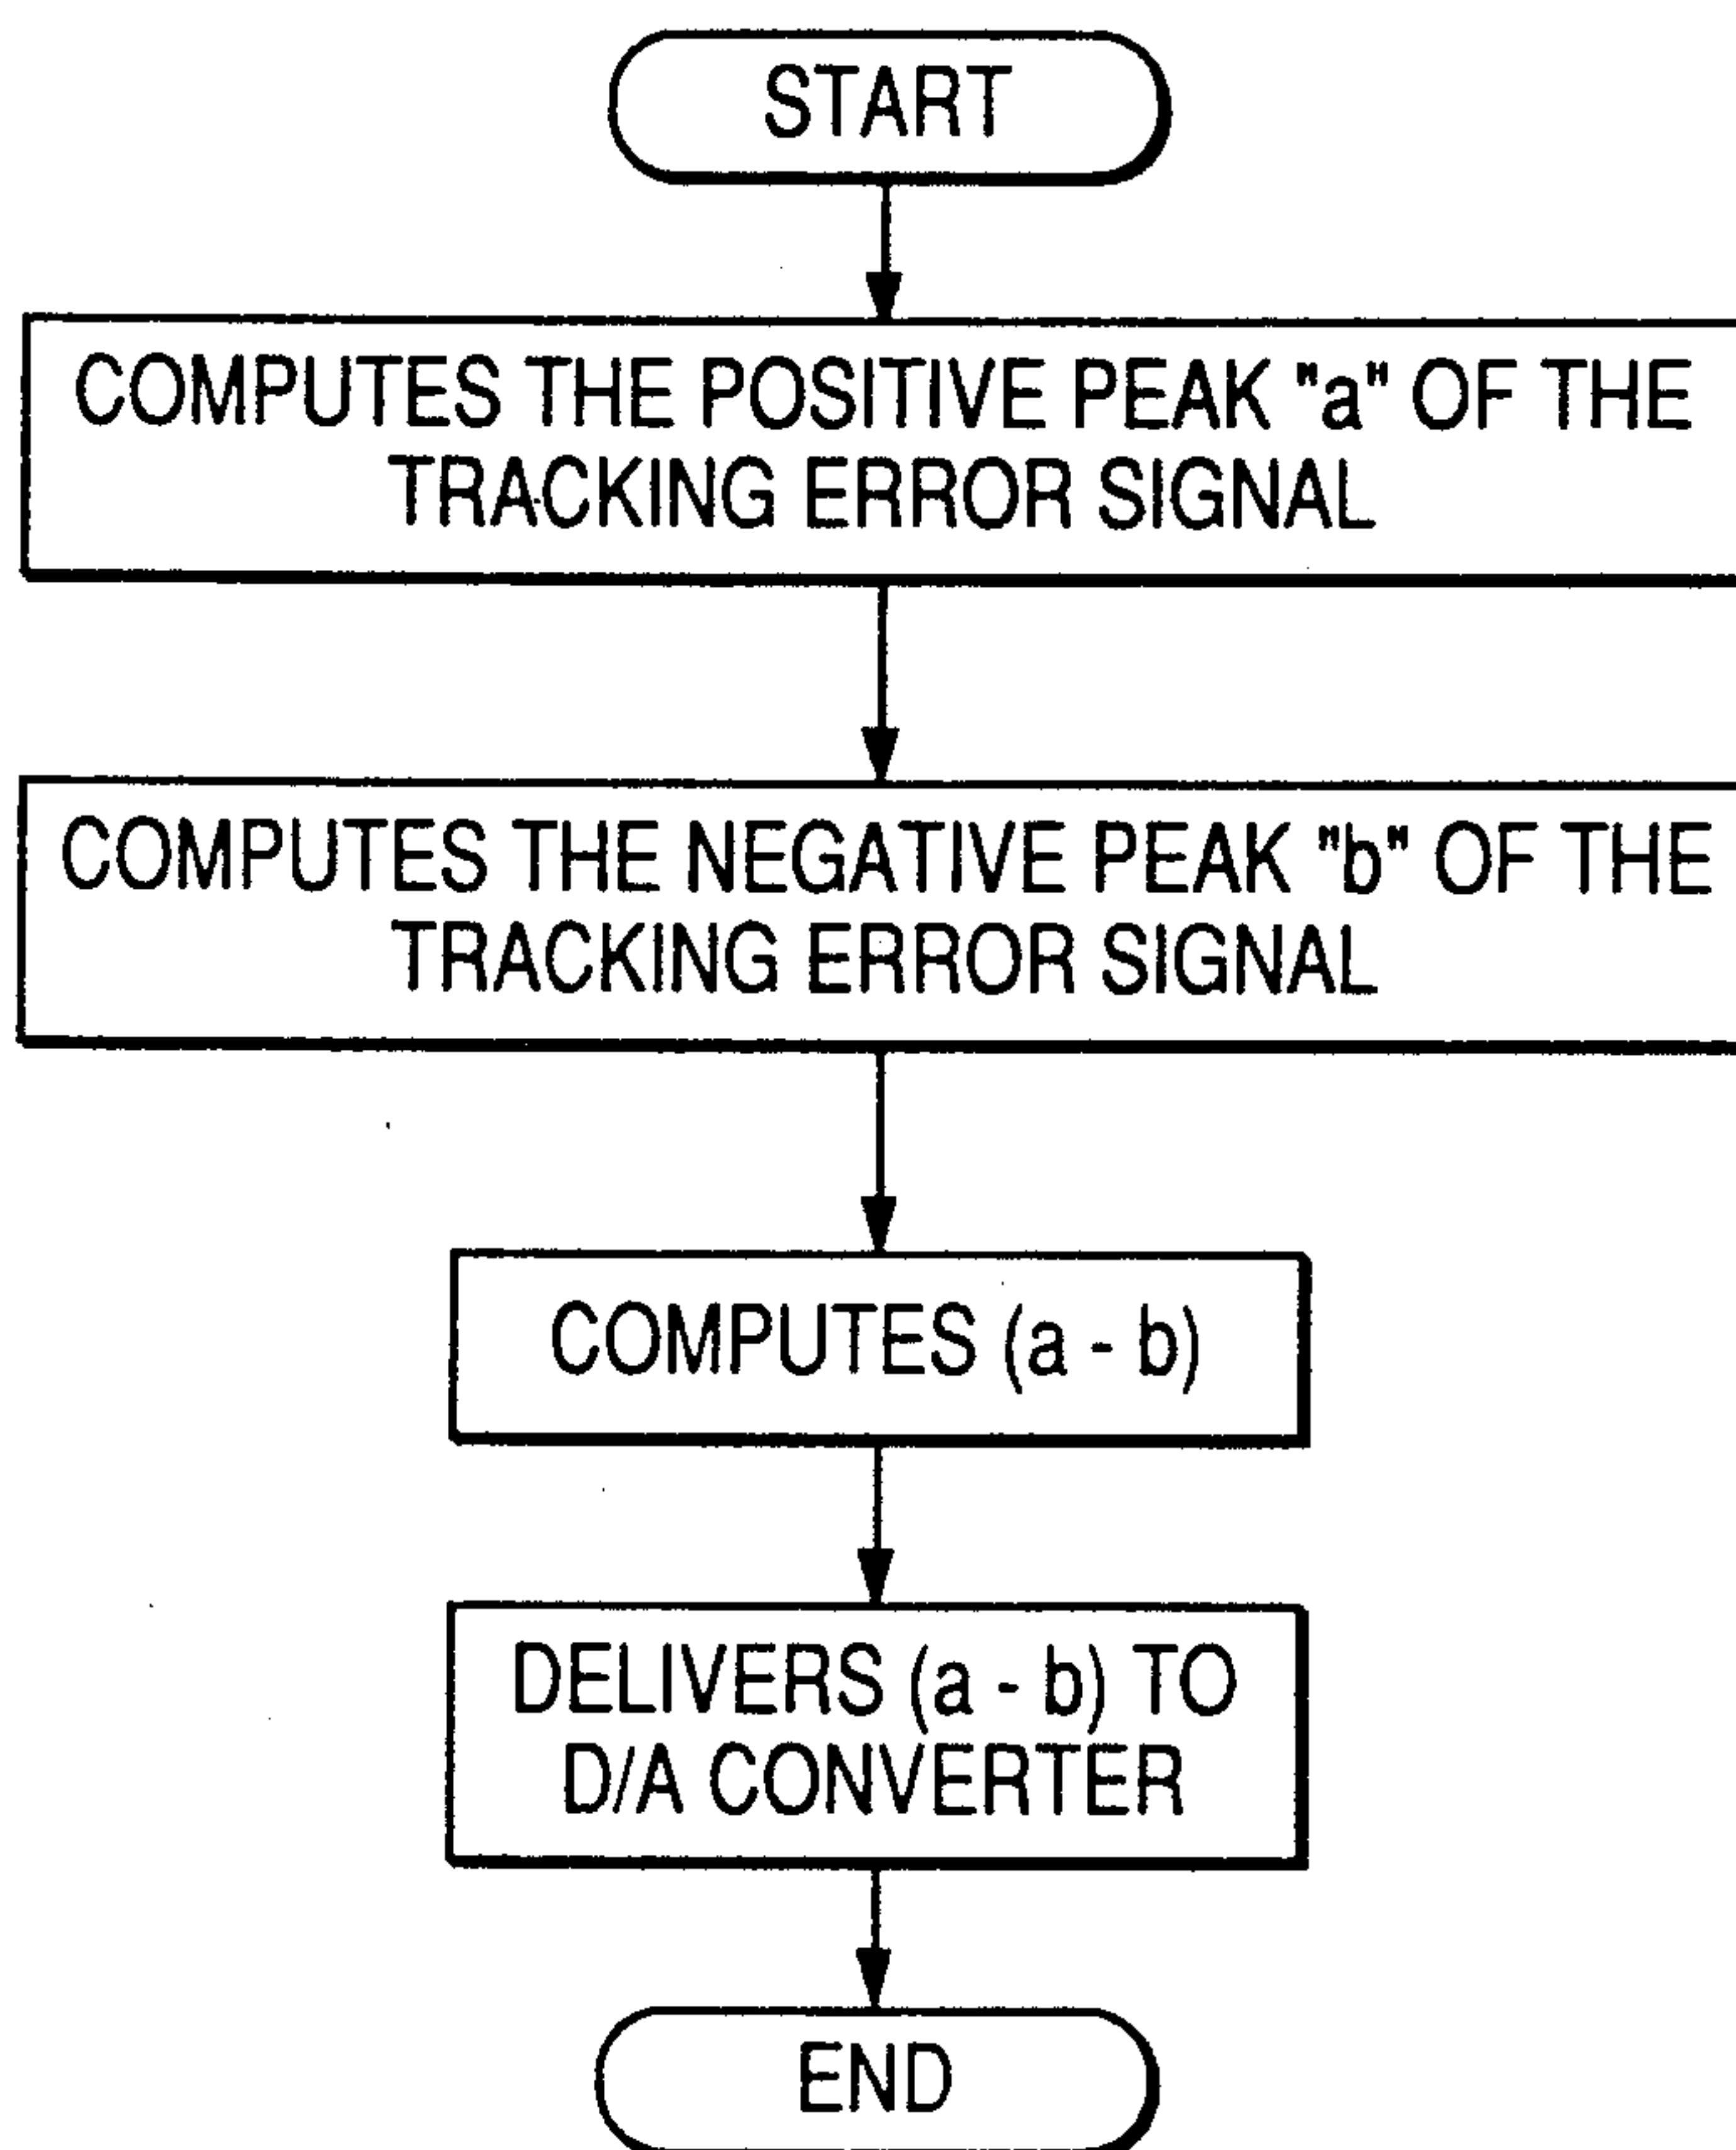 START
COMPUTES THE POSITIVE PEAK "a" OF THE
TRACKING ERROR SIGNAL
COMPUTES THE NEGATIVE PEAK "b" OF THE
TRACKING ERROR SIGNAL
COMPUTES (a - b)
DELIVERS (a - b) TO
D/A CONVERTER
END